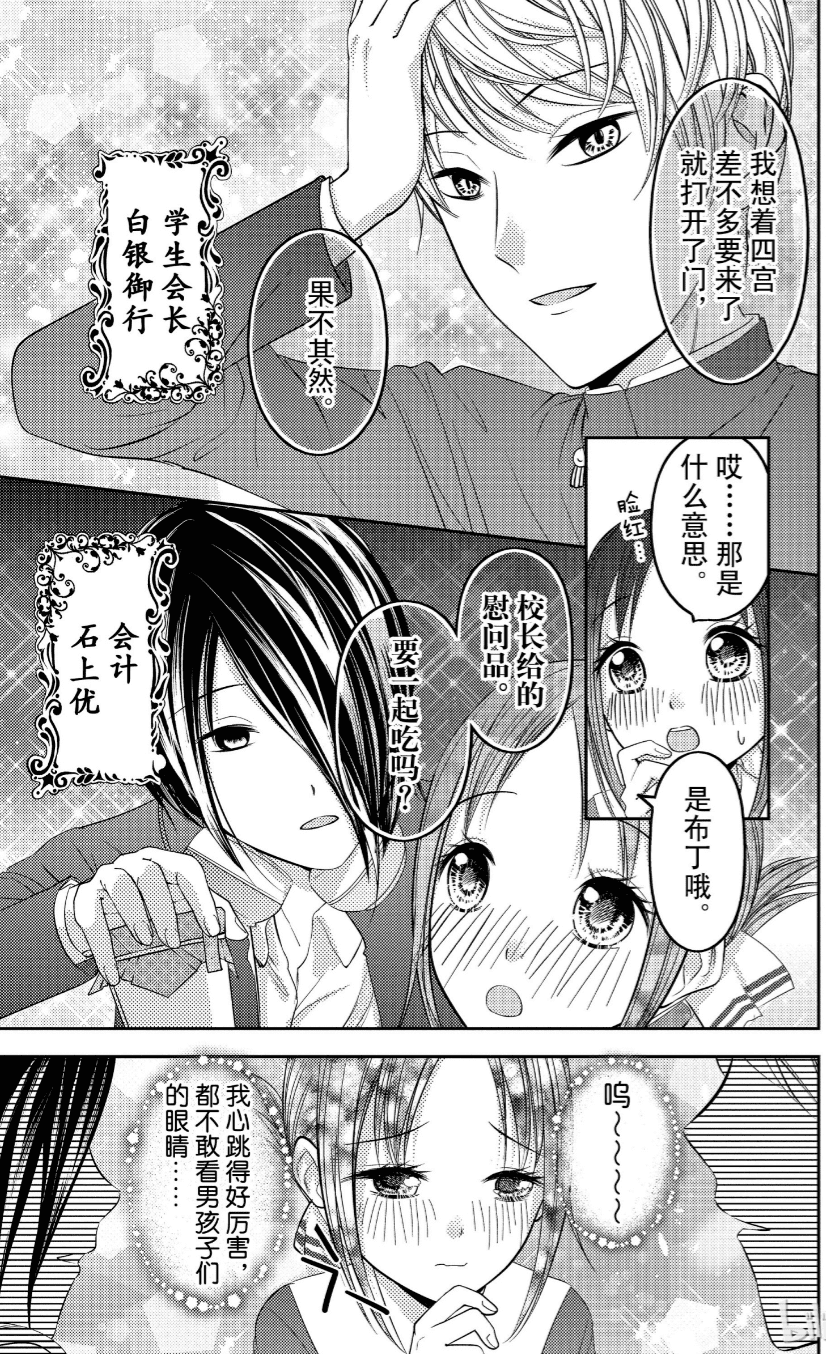 我想着四宫
差不多要来了
就打开了门，
果不其然。
学生会长
白银御行
哎……那是
什么意思。
脸红…
是布丁哦。
校长给的
慰问品。
要一起吃吗？
会计
石上优
呜～～～～
我心跳得好厉害，
都不敢看男孩子们
的眼睛……